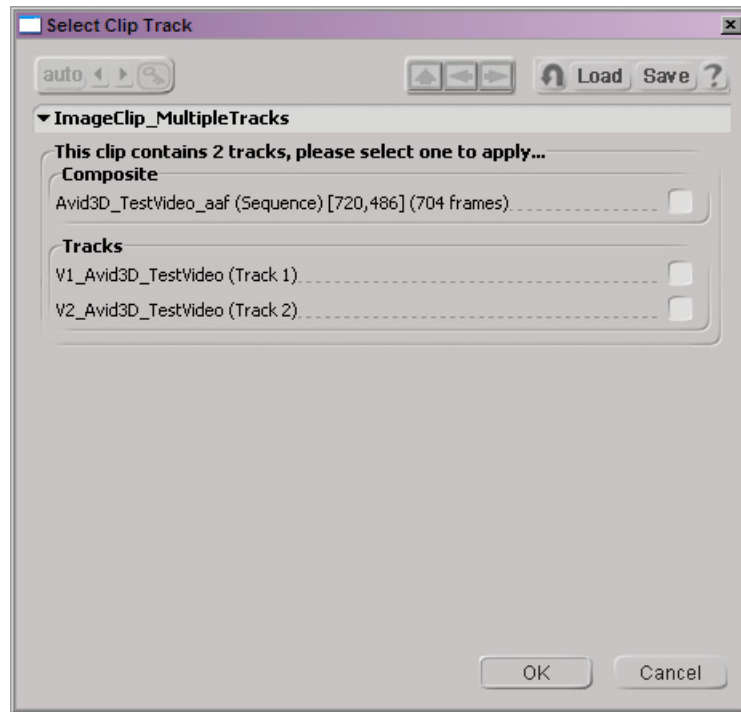 Select Clip Track
auto
Load Save ?
ImageClip_MultipleTracks
This clip contains 2 tracks, please select one to apply...
Composite
Avid3D_TestVideo_aaf (Sequence) [720,486] (704 frames)
Tracks
V1_Avid3D_TestVideo (Track 1)
V2_Avid3D_TestVideo (Track 2)
OK Cancel